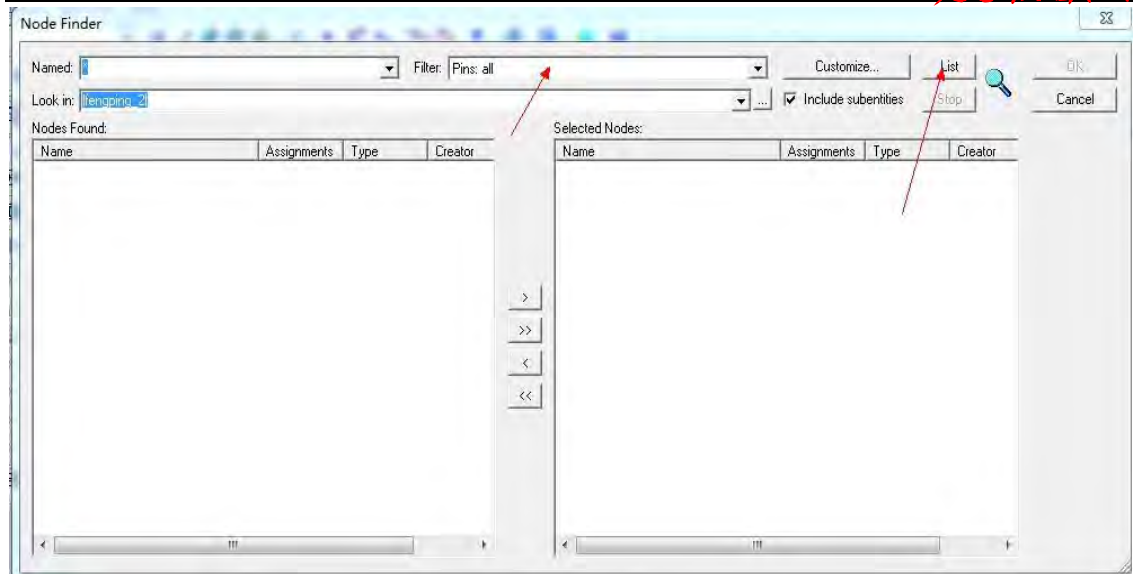 Node Finder
Named: * Filter: Pins: all Customize... List OK
Look in: |fengping_2| ... Include subentities Stop Cancel
Nodes Found: Selected Nodes:
Name Assignments Type Creator Name Assignments Type Creator
>
>>
<
<<